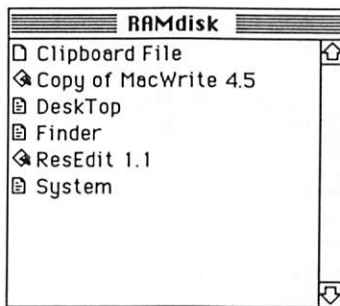 RAMdisk
Clipboard File
Copy of MacWrite 4.5
DeskTop
Finder
ResEdit 1.1
System